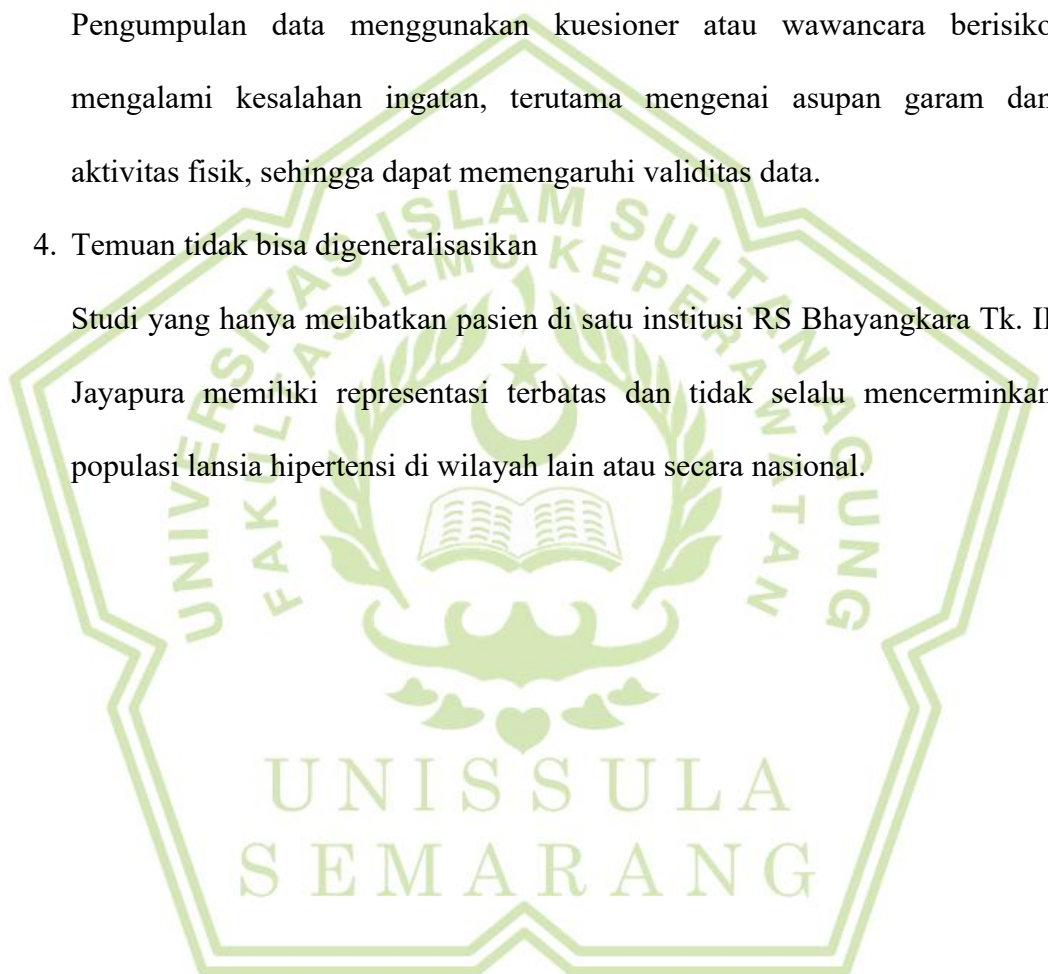 Pengumpulan data menggunakan kuesioner atau wawancara berisiko
mengalami kesalahan ingatan, terutama mengenai asupan garam dan
aktivitas fisik, sehingga dapat memengaruhi validitas data.
4. Temuan tidak bisa digeneralisasikan
Studi yang hanya melibatkan pasien di satu institusi RS Bhayangkara Tk. II
Jayapura memiliki representasi terbatas dan tidak selalu mencerminkan
populasi lansia hipertensi di wilayah lain atau secara nasional.
UNIVERSITAS ISLAM SULTAN AGUNG
FAKULTAS ILMU KEPERAWATAN
UNISSULA
SEMARANG